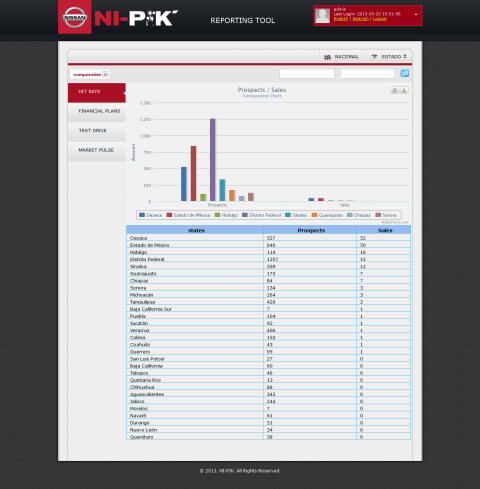 NISSAN
NI-PIK
REPORTING TOOL
admin
Last Login: 2013-05-20 10:51:56
English | Spanish | Logout
NACIONAL
ESTADO
comparative
HIT RATE
FINANCIAL PLANS
TEST DRIVE
MARKET PULSE
Prospects / Sales
Comparative Chart
Amount
1,500
1,250
1,000
750
500
250
0
Prospects
Sales
Oaxaca
Estado de México
Hidalgo
Distrito Federal
Sinaloa
Guanajuato
Chiapas
Sonora
states Prospects Sales
Oaxaca 527 52
Estado de México 840 50
Hidalgo 114 16
Distrito Federal 1257 15
Sinaloa 339 12
Guanajuato 173 7
Chiapas 84 7
Sonora 134 3
Michoacán 264 3
Tamaulipas 420 2
Baja California Sur 7 1
Puebla 104 1
Yucatán 92 1
Veracruz 406 1
Colima 152 1
Coahuila 43 1
Guerrero 95 1
San Luis Potosí 27 0
Baja California 60 0
Tabasco 46 0
Quintana Roo 13 0
Chihuahua 88 0
Aguascalientes 342 0
Jalisco 244 0
Morelos 7 0
Nayarit 61 0
Durango 51 0
Nuevo León 34 0
Querétaro 38 0
© 2011. NI-PIK. All Rights Reserved.